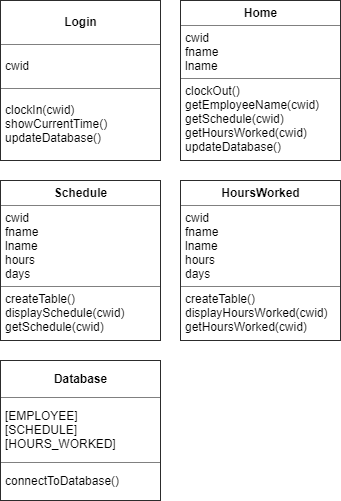 Login
cwid
clockIn(cwid)
showCurrentTime()
updateDatabase()
Home
cwid
fname
lname
clockOut()
getEmployeeName(cwid)
getSchedule(cwid)
getHoursWorked(cwid)
updateDatabase()
Schedule
cwid
fname
lname
hours
days
createTable()
displaySchedule(cwid)
getSchedule(cwid)
HoursWorked
cwid
fname
lname
hours
days
createTable()
displayHoursWorked(cwid)
getHoursWorked(cwid)
Database
[EMPLOYEE]
[SCHEDULE]
[HOURS_WORKED]
connectToDatabase()